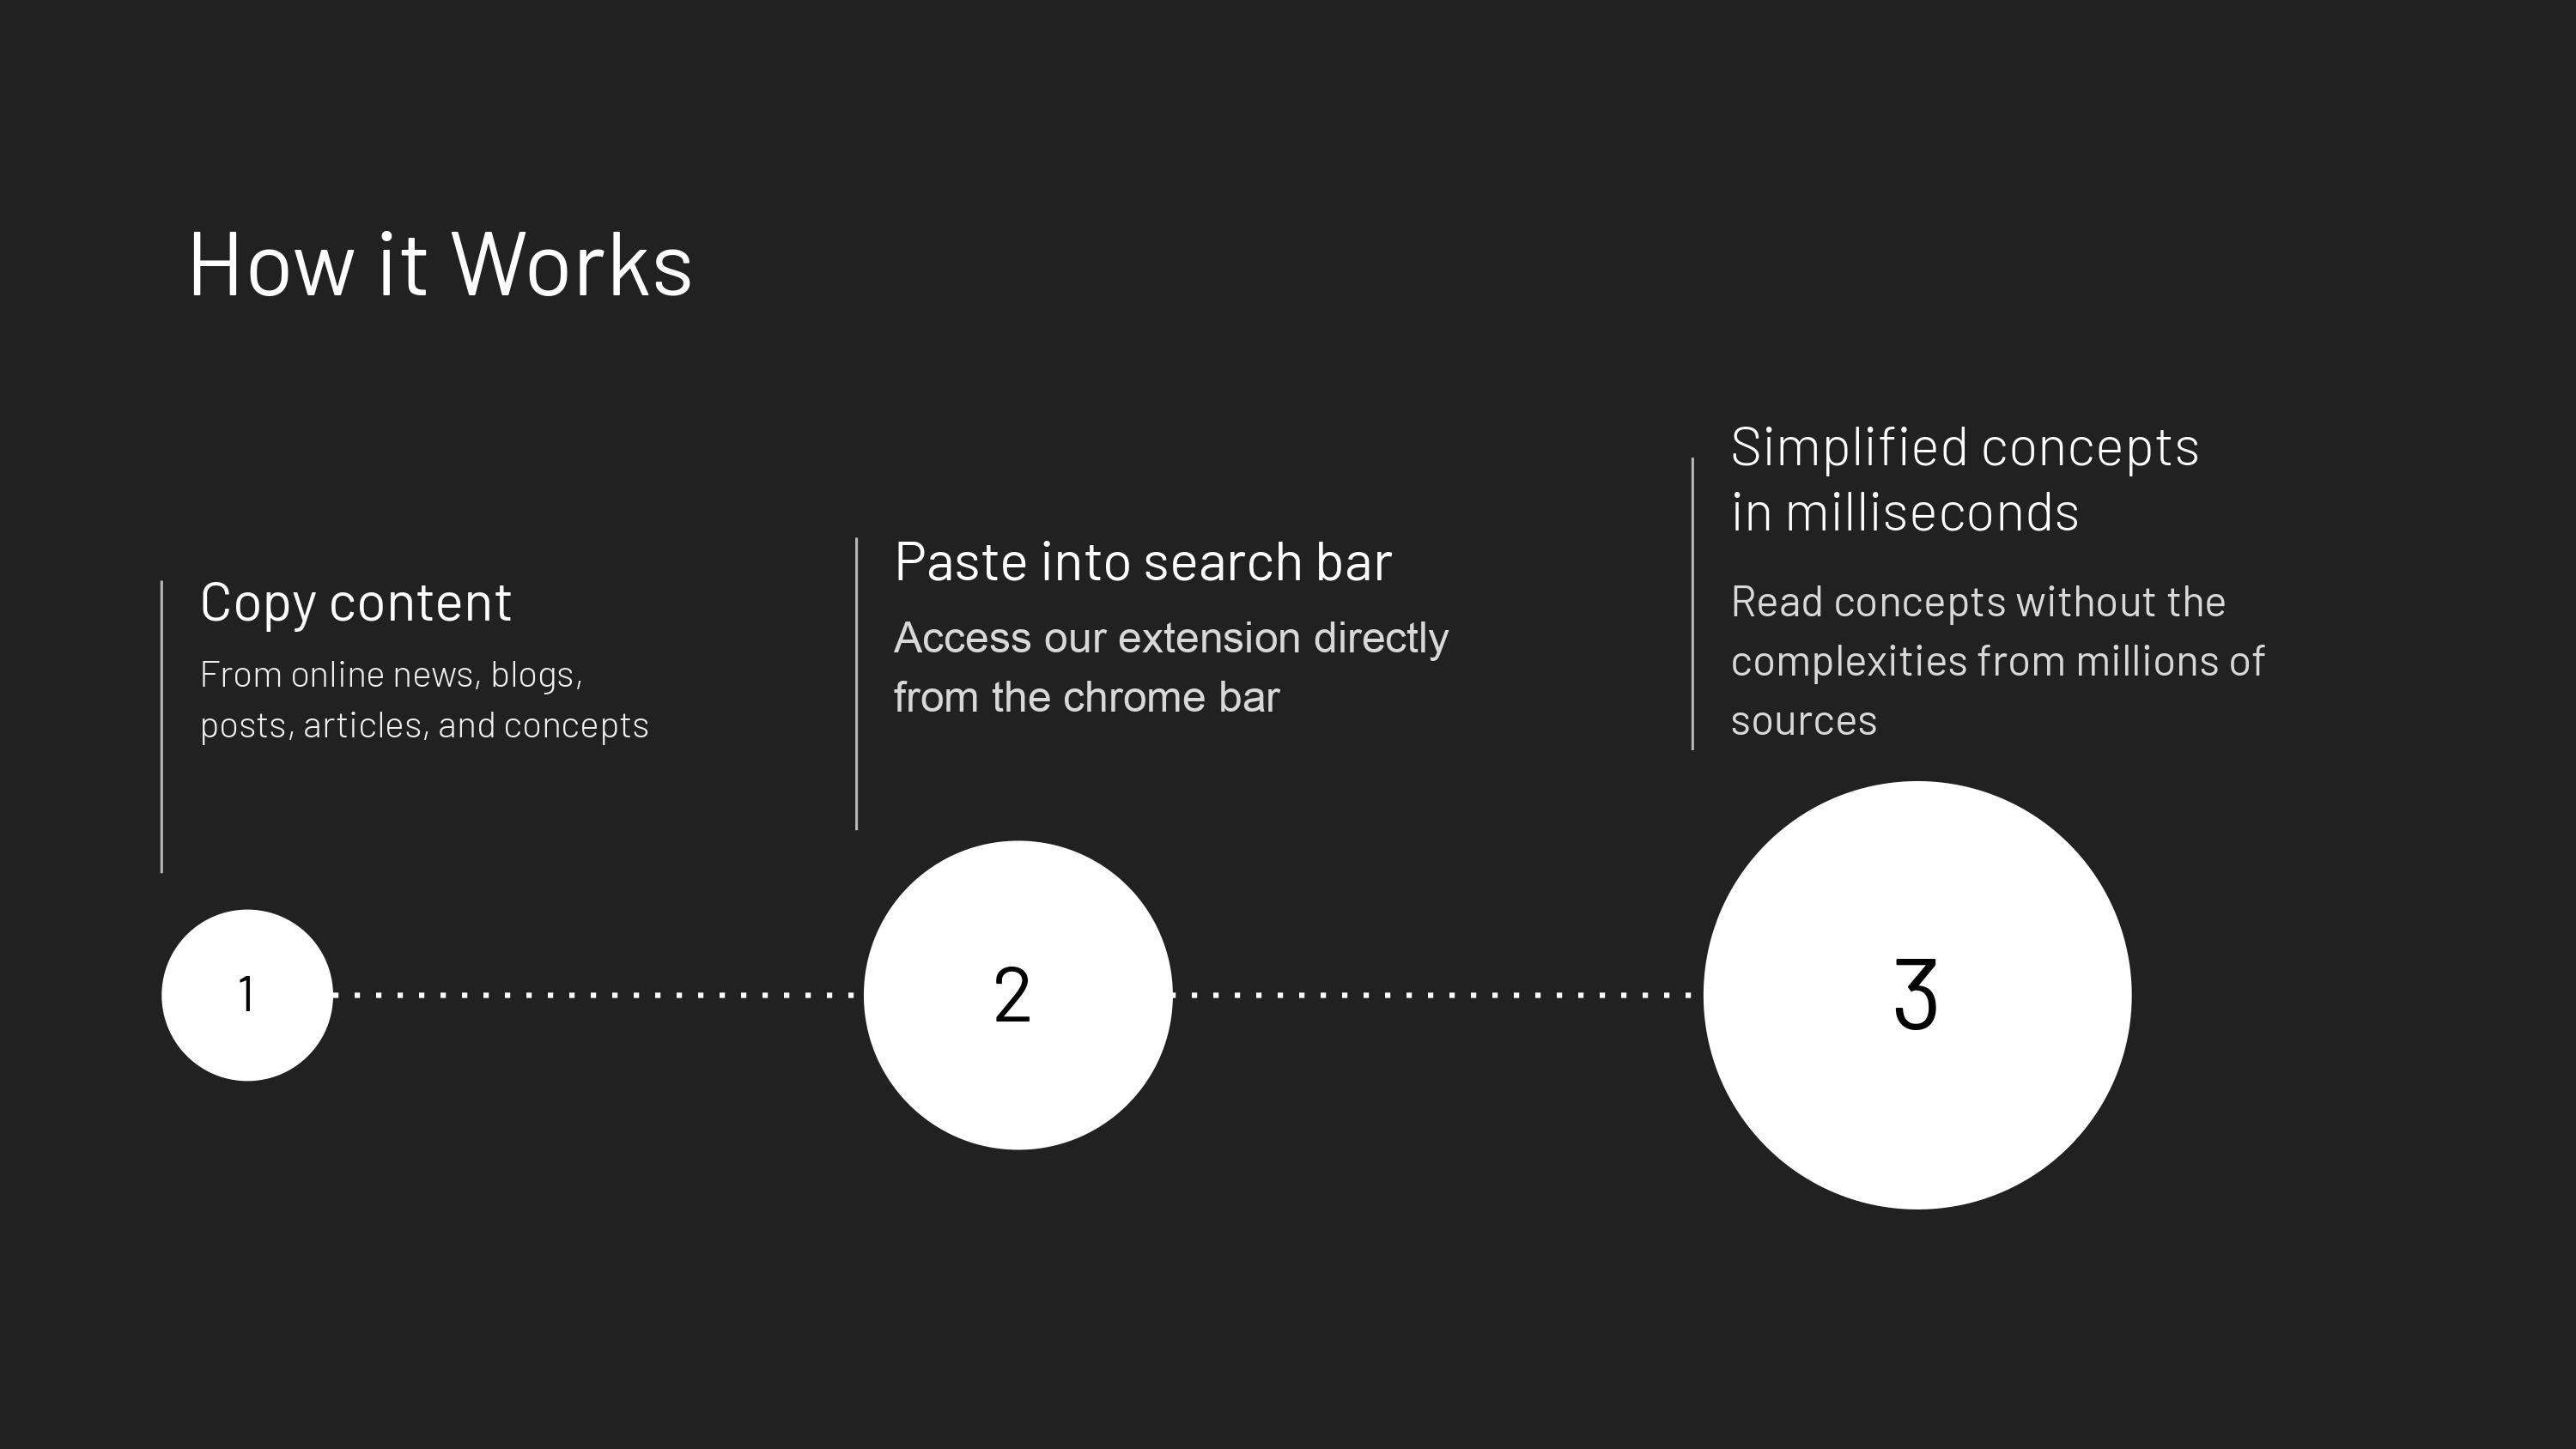 How it Works
Copy content
From online news, blogs,
posts, articles, and concepts
Paste into search bar
Access our extension directly
from the chrome bar
Simplified concepts
in milliseconds
Read concepts without the
complexities from millions of
sources
1
2
3